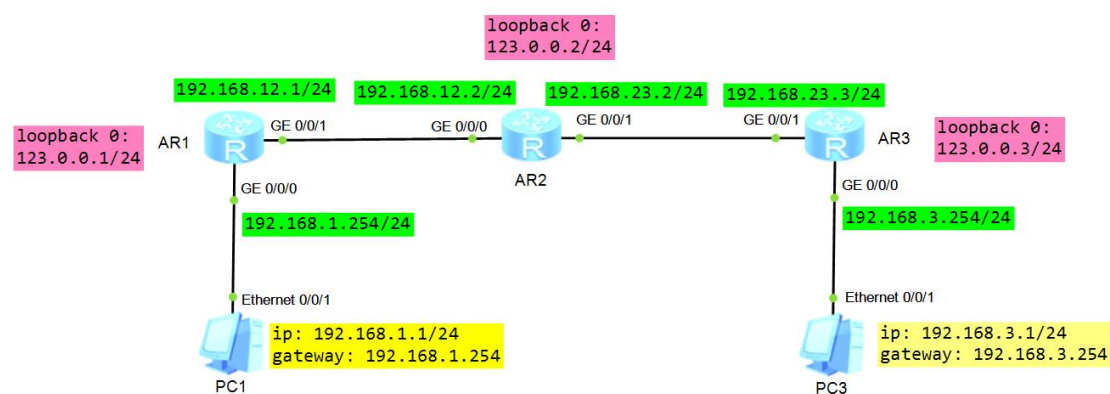 loopback 0:
123.0.0.2/24
192.168.12.1/24
192.168.12.2/24
192.168.23.2/24
192.168.23.3/24
loopback 0:
123.0.0.1/24
AR1
GE 0/0/1
GE 0/0/0
R
R
AR2
GE 0/0/1
GE 0/0/1
R
AR3
loopback 0:
123.0.0.3/24
GE 0/0/0
192.168.1.254/24
GE 0/0/0
192.168.3.254/24
Ethernet 0/0/1
ip: 192.168.1.1/24
gateway: 192.168.1.254
PC1
Ethernet 0/0/1
ip: 192.168.3.1/24
gateway: 192.168.3.254
PC3